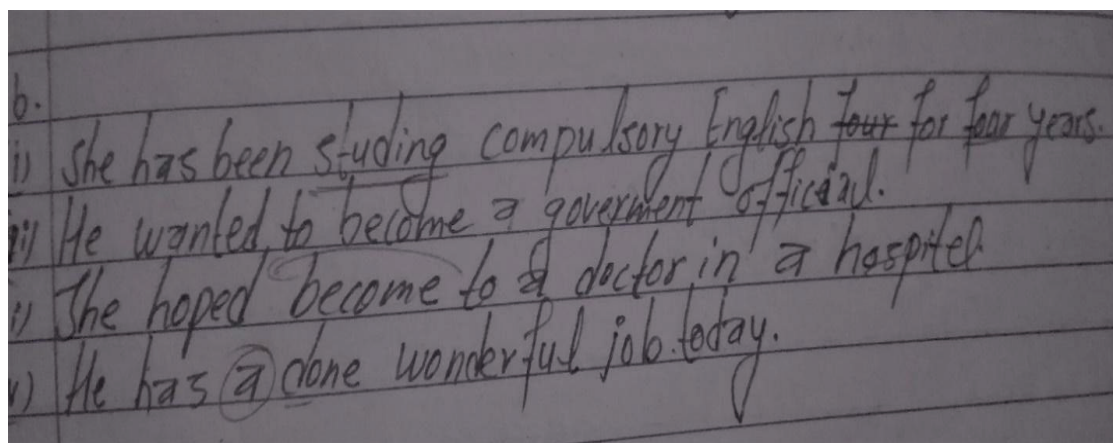 b.
i) She has been studing compulsory English four for four years.
ii) He wanted to become a goverment official.
i) She hoped become to a doctor in a hospitel
v) He has a done wonderful job today.